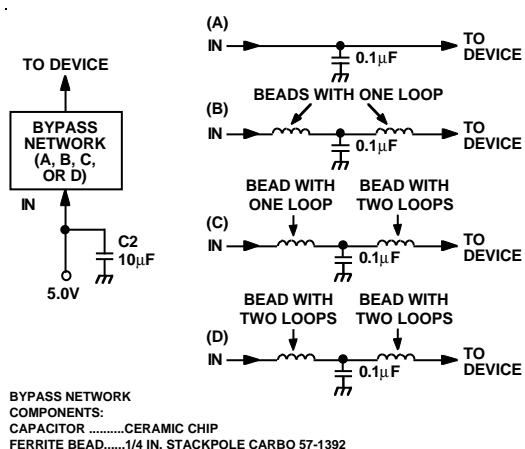 TO DEVICE
BYPASS
NETWORK
(A, B, C,
OR D)
IN
C2
10µF
5.0V
(A)
IN
0.1µF
TO
DEVICE
BEADS WITH ONE LOOP
(B)
IN
0.1µF
TO
DEVICE
BEAD WITH
ONE LOOP
BEAD WITH
TWO LOOPS
(C)
IN
0.1µF
TO
DEVICE
BEAD WITH
TWO LOOPS
BEAD WITH
TWO LOOPS
(D)
IN
0.1µF
TO
DEVICE
BYPASS NETWORK
COMPONENTS:
CAPACITOR ..........CERAMIC CHIP
FERRITE BEAD......1/4 IN. STACKPOLE CARBO 57-1392